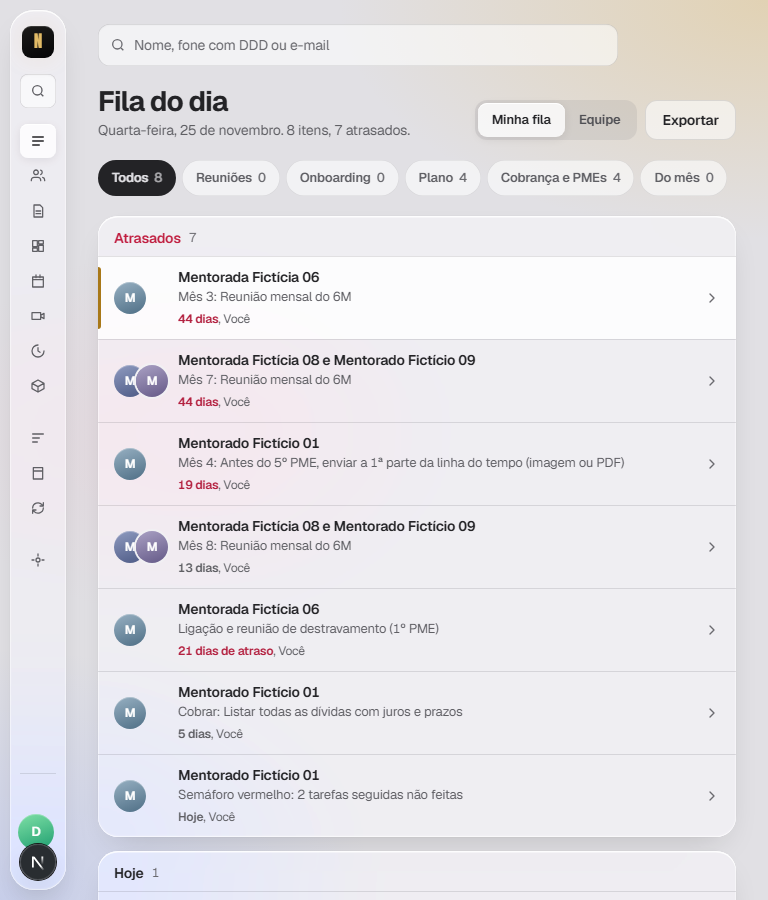 N
Nome, fone com DDD ou e-mail
Fila do dia
Quarta-feira, 25 de novembro. 8 itens, 7 atrasados.
Minha fila
Equipe
Exportar
Todos 8
Reuniões 0
Onboarding 0
Plano 4
Cobrança e PMEs 4
Do mês 0
Atrasados 7
M
Mentorada Fictícia 06
Mês 3: Reunião mensal do 6M
44 dias, Você
M M
Mentorada Fictícia 08 e Mentorado Fictício 09
Mês 7: Reunião mensal do 6M
44 dias, Você
M
Mentorado Fictício 01
Mês 4: Antes do 5º PME, enviar a 1ª parte da linha do tempo (imagem ou PDF)
19 dias, Você
M M
Mentorada Fictícia 08 e Mentorado Fictício 09
Mês 8: Reunião mensal do 6M
13 dias, Você
M
Mentorada Fictícia 06
Ligação e reunião de destravamento (1º PME)
21 dias de atraso, Você
M
Mentorado Fictício 01
Cobrar: Listar todas as dívidas com juros e prazos
5 dias, Você
M
Mentorado Fictício 01
Semáforo vermelho: 2 tarefas seguidas não feitas
Hoje, Você
D
N
Hoje 1